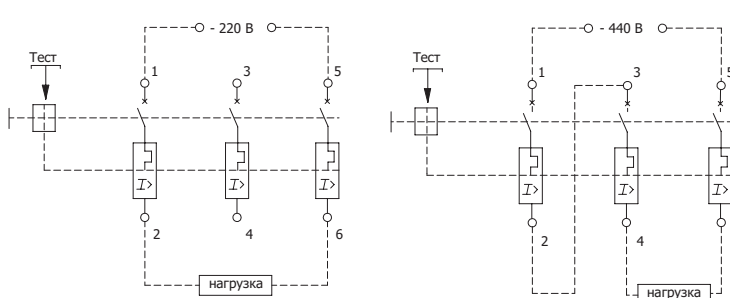 - 220 В
Тест
1
3
5
I>
I>
I>
2
4
6
нагрузка
- 440 В
Тест
1
3
5
I>
I>
I>
2
4
нагрузка